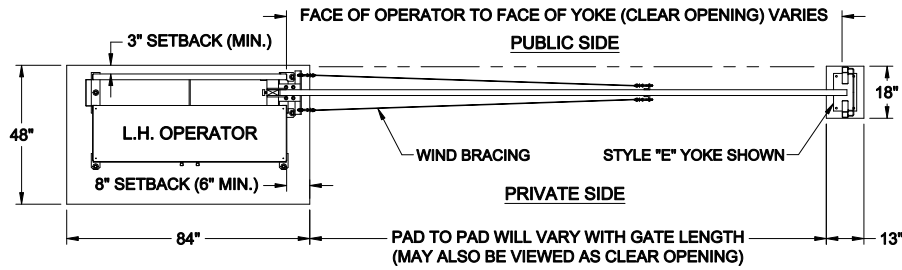 FACE OF OPERATOR TO FACE OF YOKE (CLEAR OPENING) VARIES
3" SETBACK (MIN.)
PUBLIC SIDE
18"
48"
L.H. OPERATOR
WIND BRACING
STYLE "E" YOKE SHOWN
8" SETBACK (6" MIN.)
PRIVATE SIDE
84"
PAD TO PAD WILL VARY WITH GATE LENGTH
(MAY ALSO BE VIEWED AS CLEAR OPENING)
13"